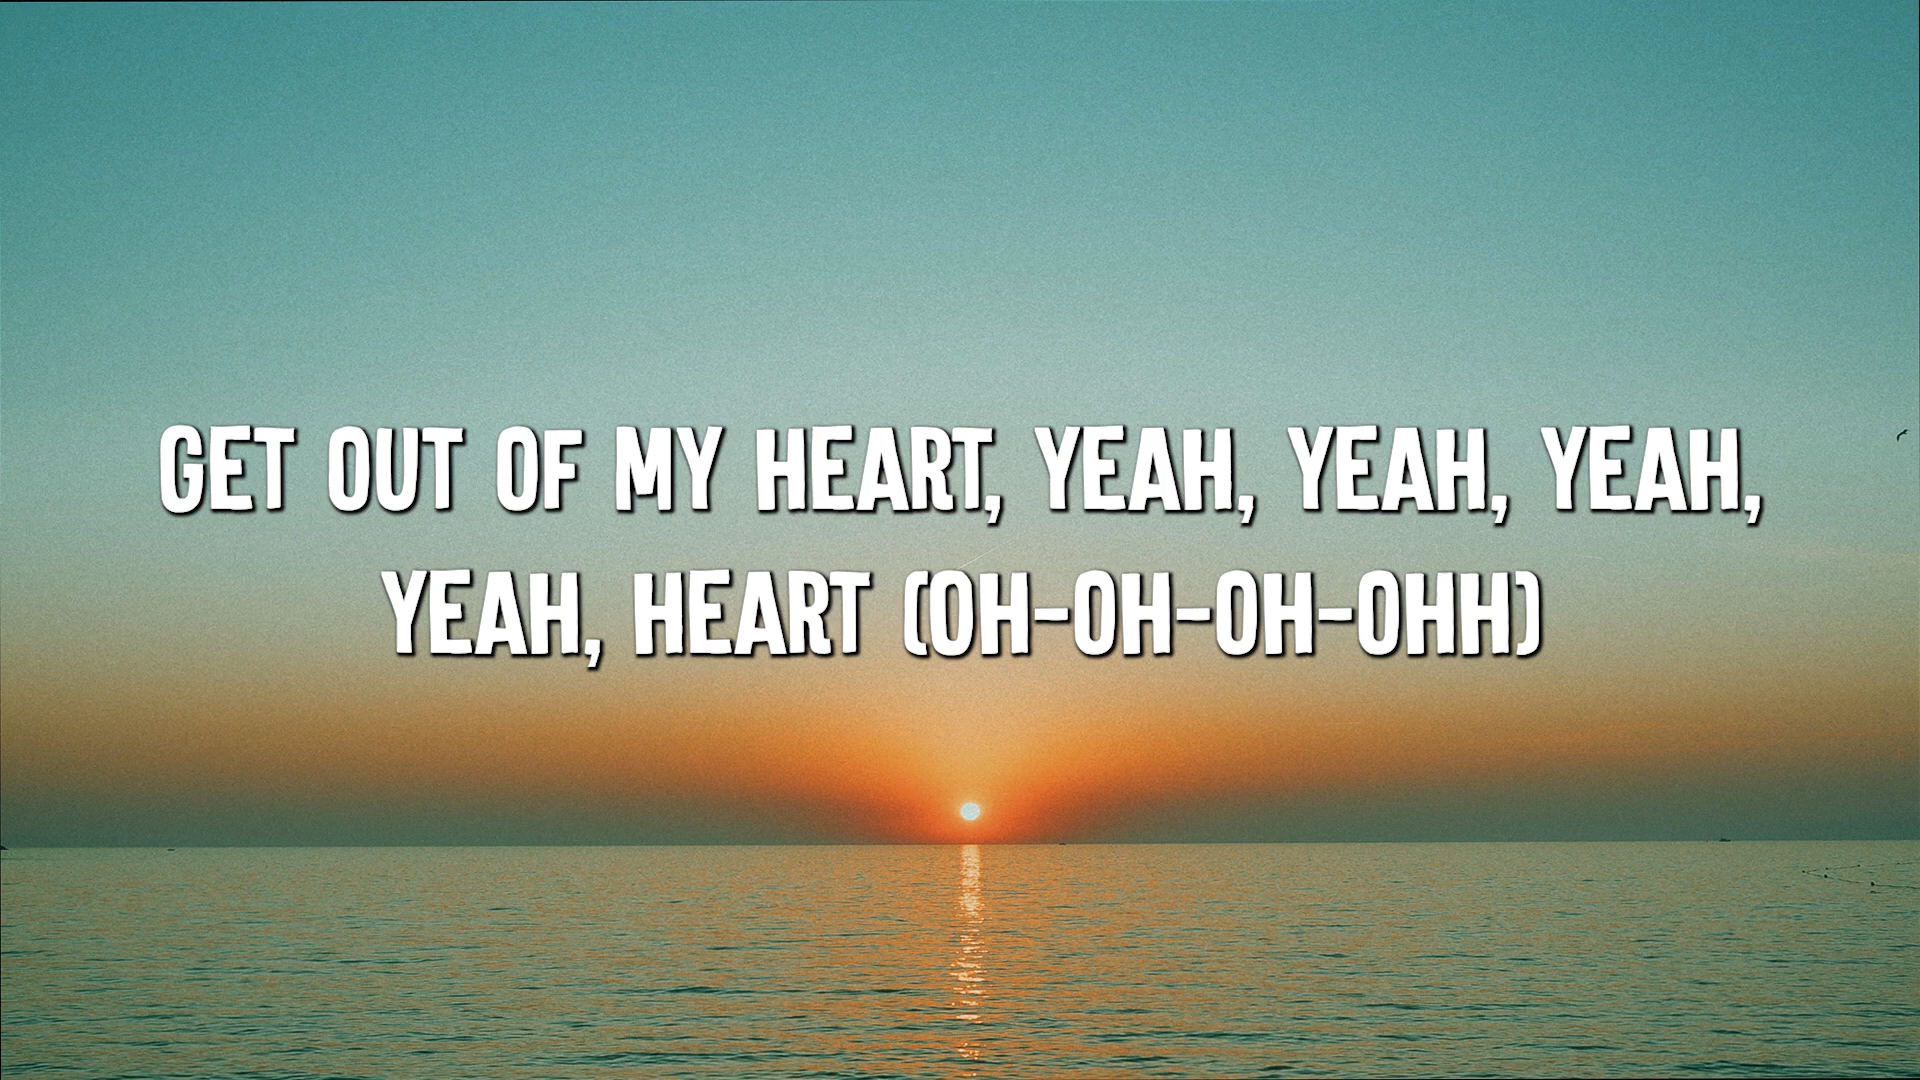 GET OUT OF MY HEART, YEAH, YEAH, YEAH,
YEAH, HEART (OH-OH-OH-OHH)